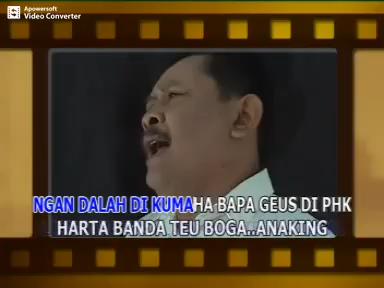 Apowersoft
Video Converter
NGAN DALAH DI KUMAHA BAPA GEUS DI PHK
HARTA BANDA TEU BOGA..ANAKING